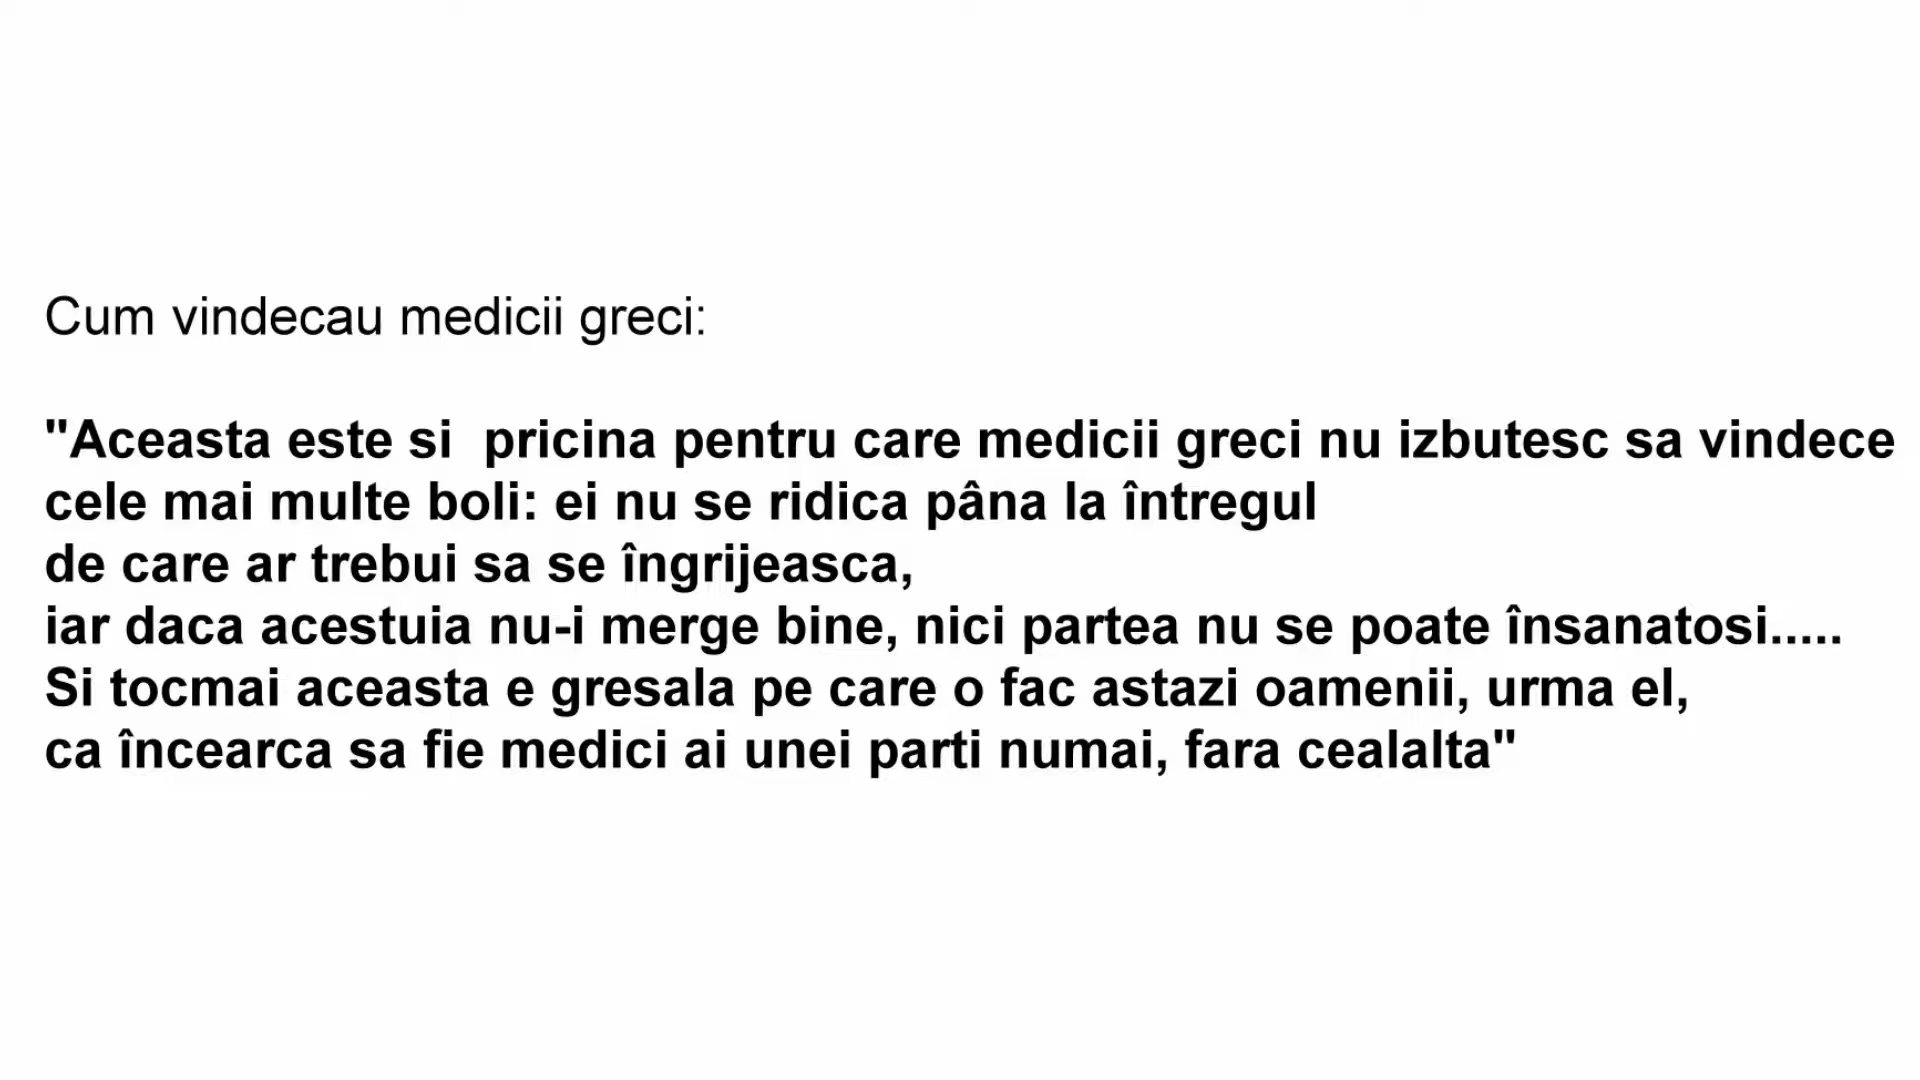 Cum vindecau medicii greci:
"Aceasta este si  pricina pentru care medicii greci nu izbutesc sa vindece
cele mai multe boli: ei nu se ridica pâna la întregul
de care ar trebui sa se îngrijeasca,
iar daca acestuia nu-i merge bine, nici partea nu se poate însanatosi.....
Si tocmai aceasta e gresala pe care o fac astazi oamenii, urma el,
ca încearca sa fie medici ai unei parti numai, fara cealalta"